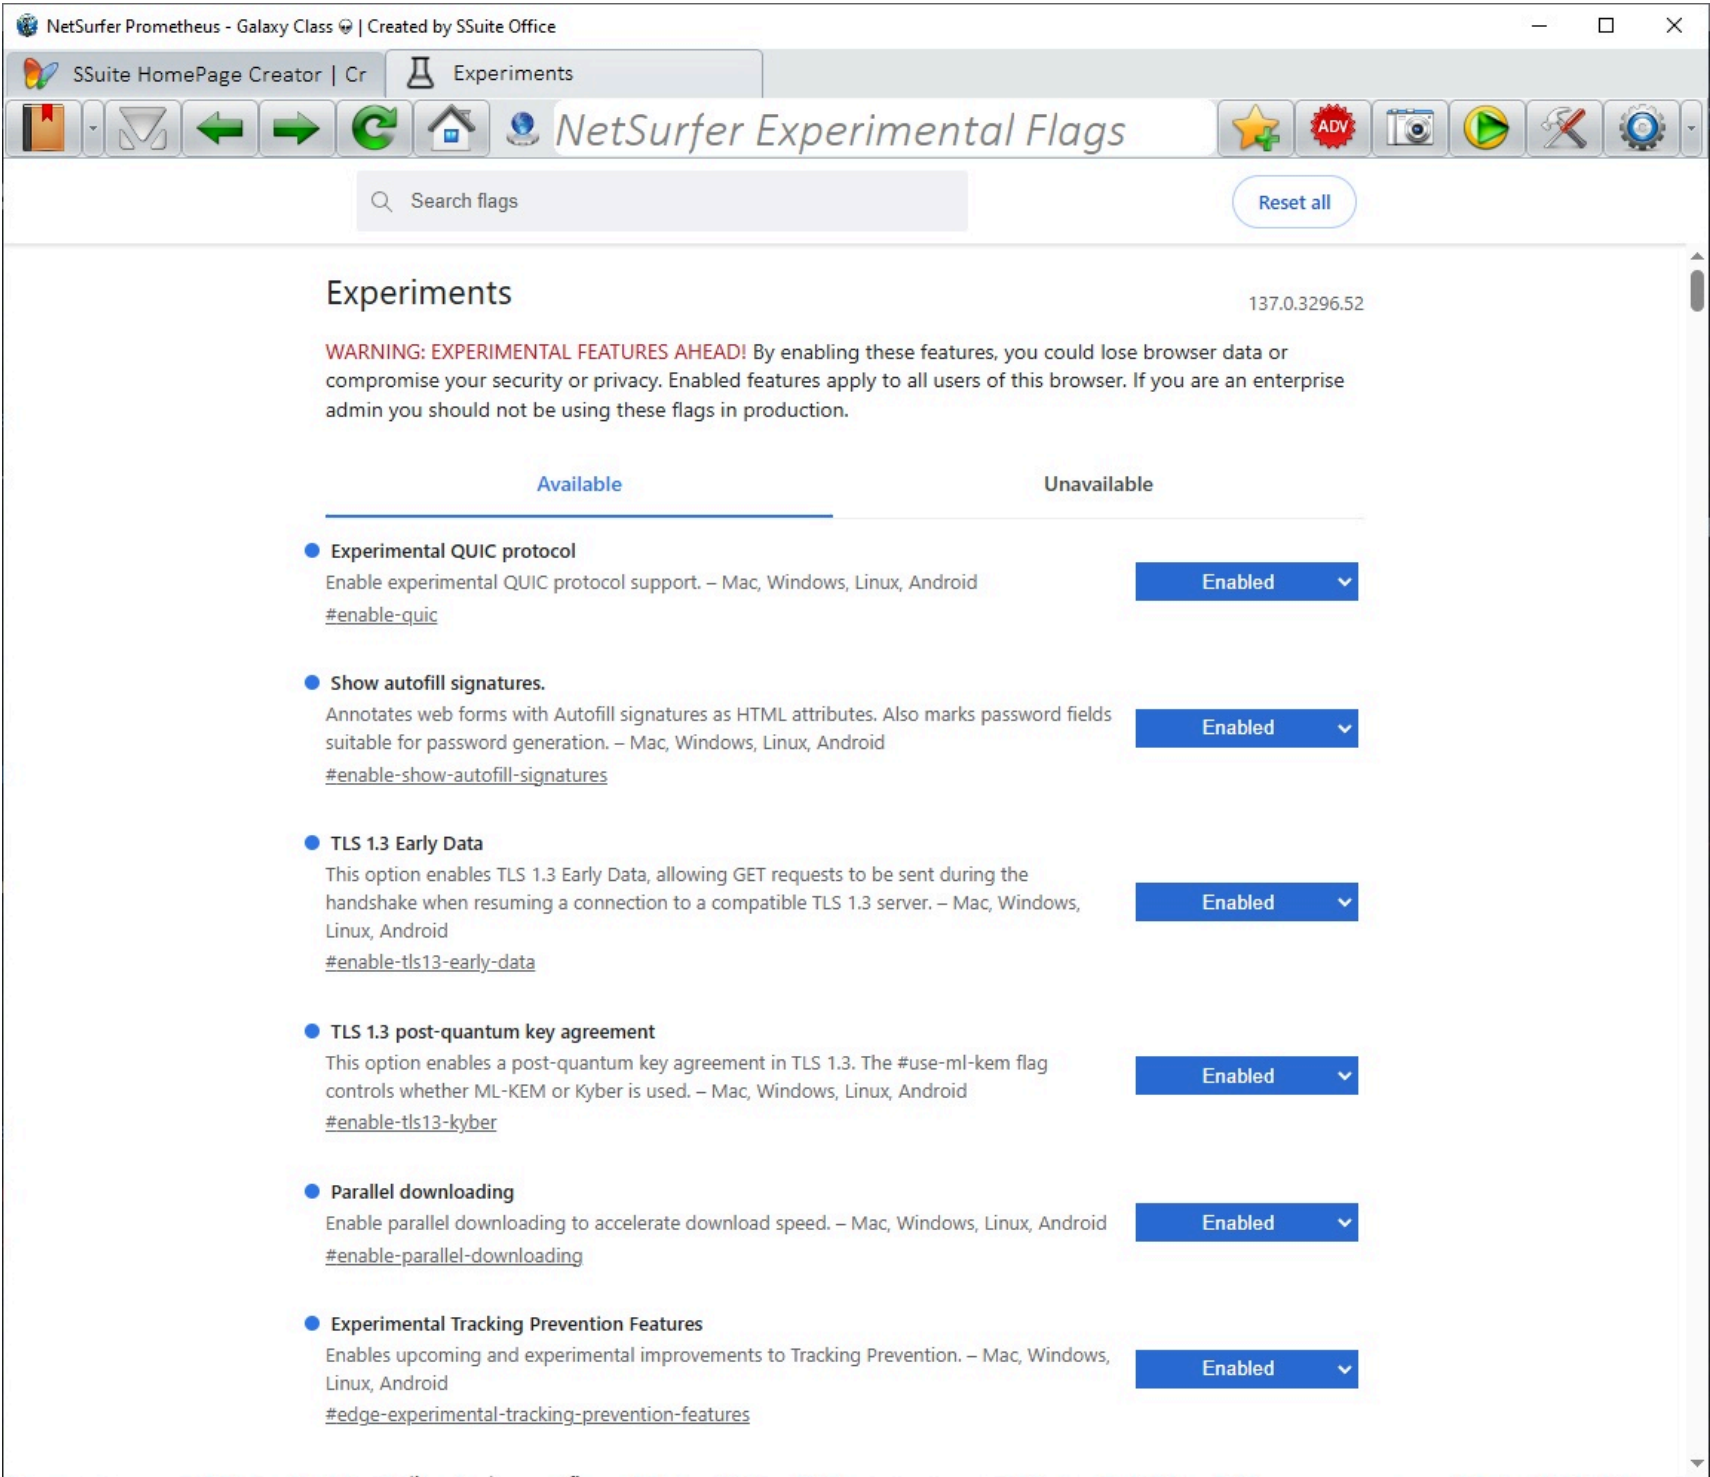 NetSurfer Prometheus - Galaxy Class 💀 | Created by SSuite Office
SSuite HomePage Creator | Cr
Experiments
NetSurfer Experimental Flags
ADV
Search flags
Reset all
Experiments
137.0.3296.52
WARNING: EXPERIMENTAL FEATURES AHEAD! By enabling these features, you could lose browser data or
compromise your security or privacy. Enabled features apply to all users of this browser. If you are an enterprise
admin you should not be using these flags in production.
Available
Unavailable
Experimental QUIC protocol
Enable experimental QUIC protocol support. – Mac, Windows, Linux, Android
#enable-quic
Enabled
Show autofill signatures.
Annotates web forms with Autofill signatures as HTML attributes. Also marks password fields
suitable for password generation. – Mac, Windows, Linux, Android
#enable-show-autofill-signatures
Enabled
TLS 1.3 Early Data
This option enables TLS 1.3 Early Data, allowing GET requests to be sent during the
handshake when resuming a connection to a compatible TLS 1.3 server. – Mac, Windows,
Linux, Android
#enable-tls13-early-data
Enabled
TLS 1.3 post-quantum key agreement
This option enables a post-quantum key agreement in TLS 1.3. The #use-ml-kem flag
controls whether ML-KEM or Kyber is used. – Mac, Windows, Linux, Android
#enable-tls13-kyber
Enabled
Parallel downloading
Enable parallel downloading to accelerate download speed. – Mac, Windows, Linux, Android
#enable-parallel-downloading
Enabled
Experimental Tracking Prevention Features
Enables upcoming and experimental improvements to Tracking Prevention. – Mac, Windows,
Linux, Android
#edge-experimental-tracking-prevention-features
Enabled